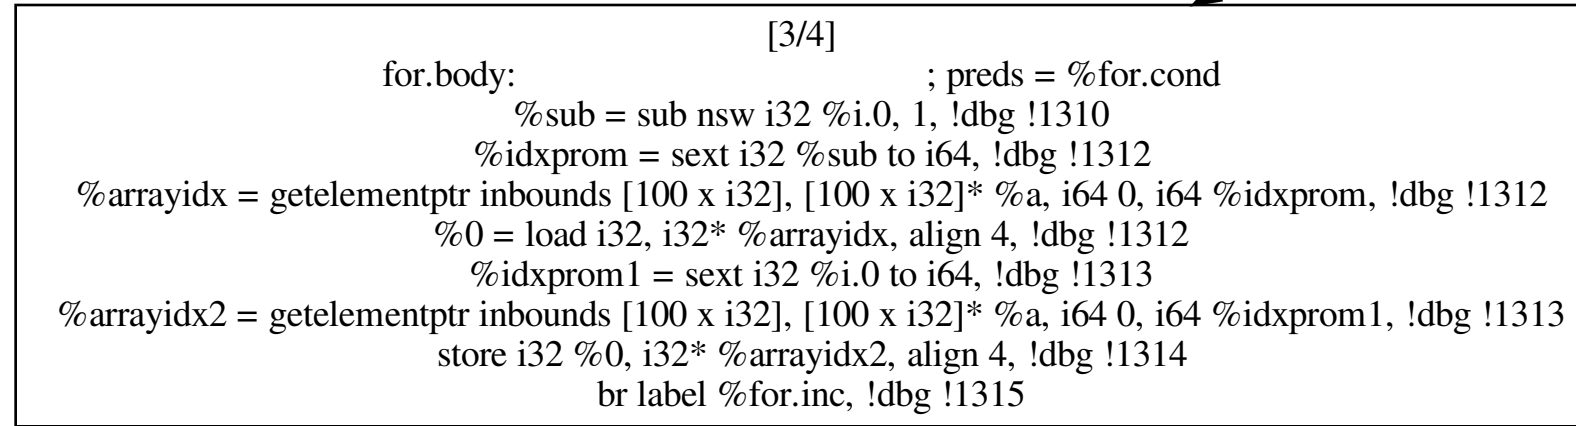 [3/4]
for.body: ; preds = %for.cond
%sub = sub nsw i32 %i.0, 1, !dbg !1310
%idxprom = sext i32 %sub to i64, !dbg !1312
%arrayidx = getelementptr inbounds [100 x i32], [100 x i32]* %a, i64 0, i64 %idxprom, !dbg !1312
%0 = load i32, i32* %arrayidx, align 4, !dbg !1312
%idxprom1 = sext i32 %i.0 to i64, !dbg !1313
%arrayidx2 = getelementptr inbounds [100 x i32], [100 x i32]* %a, i64 0, i64 %idxprom1, !dbg !1313
store i32 %0, i32* %arrayidx2, align 4, !dbg !1314
br label %for.inc, !dbg !1315